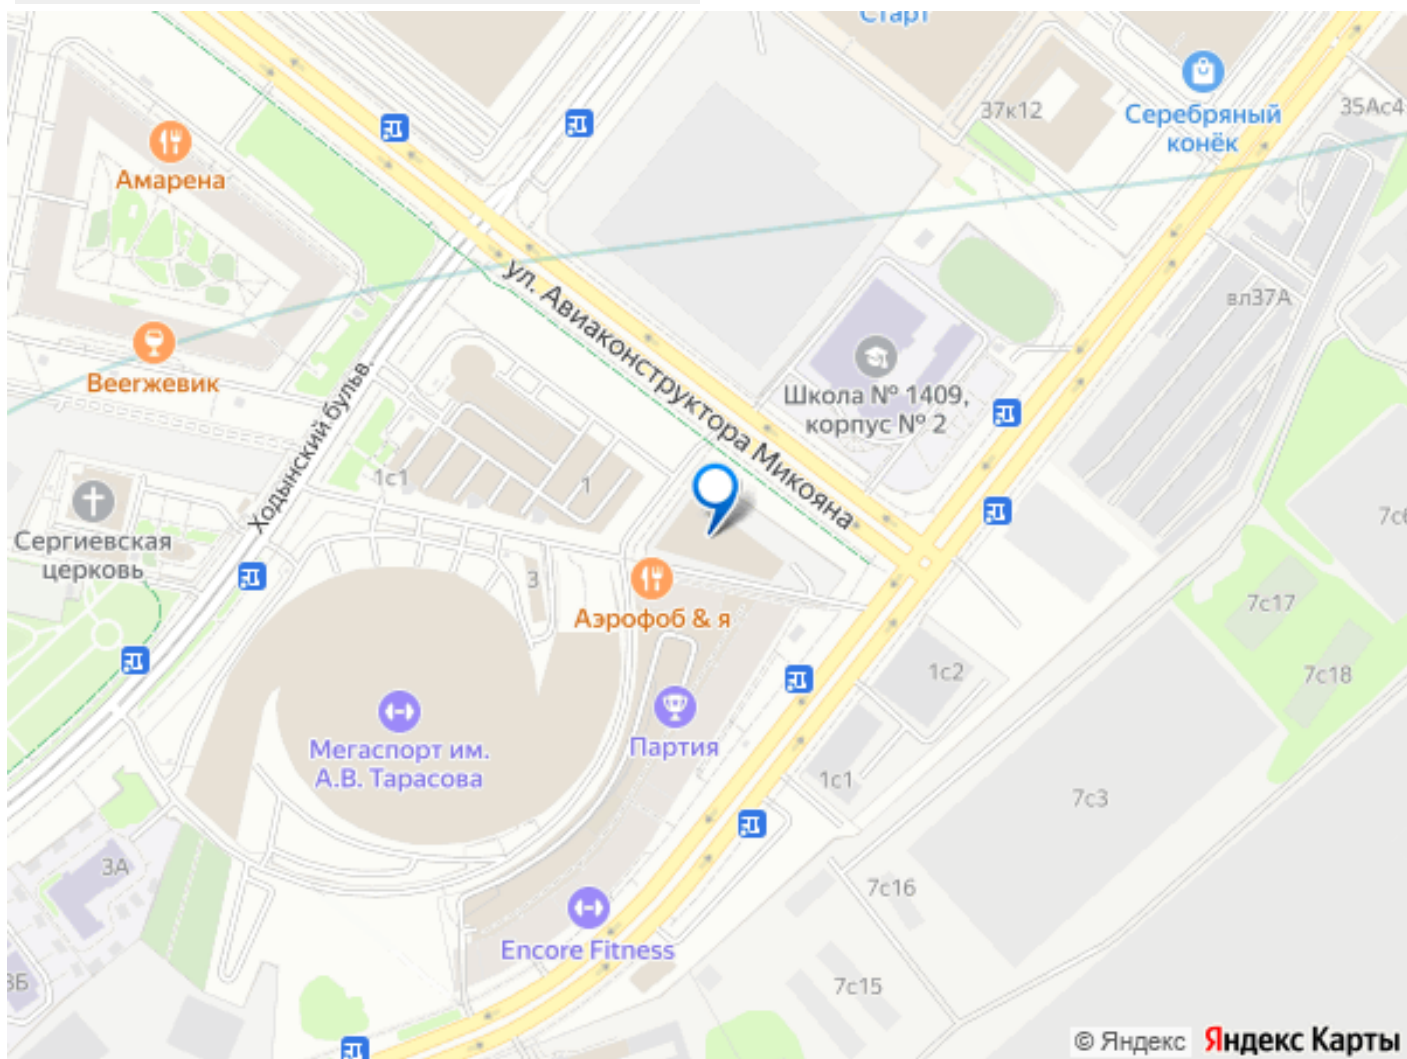 Старт
37к12
Серебряный
конёк
35Ас4
Амарена
вл37А
ул. Авиаконструктора Микояна
Веегжевик
Школа № 1409,
корпус № 2
Ходынский бульв.
1с1
1
Сергиевская
церковь
3
Аэрофоб & я
7с17
1с2
7с18
Мегаспорт им.
А.В. Тарасова
Партия
1с1
7с3
3А
7с16
Encore Fitness
7с15
© Яндекс Яндекс Карты